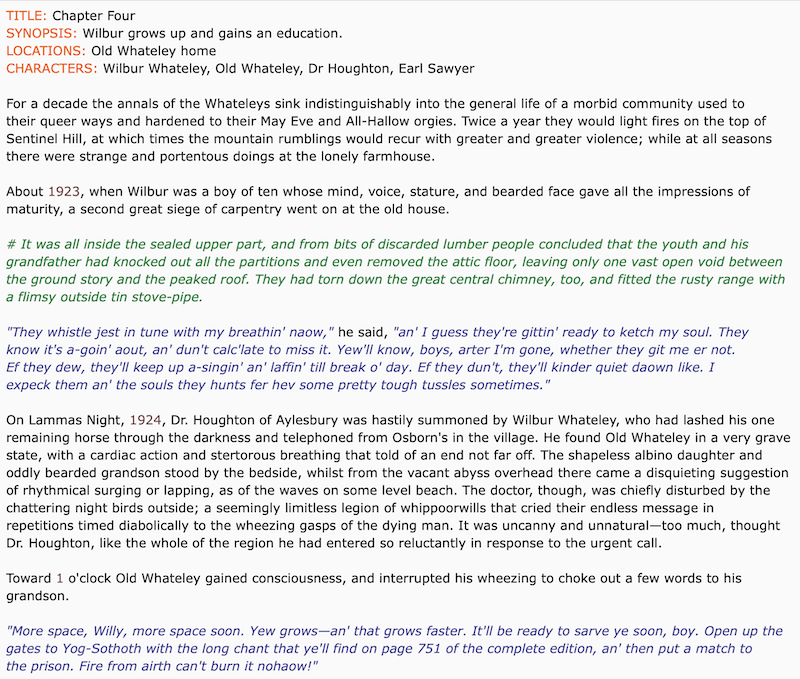 TITLE: Chapter Four
SYNOPSIS: Wilbur grows up and gains an education.
LOCATIONS: Old Whateley home
CHARACTERS: Wilbur Whateley, Old Whateley, Dr Houghton, Earl Sawyer
For a decade the annals of the Whateleys sink indistinguishably into the general life of a morbid community used to
their queer ways and hardened to their May Eve and All-Hallow orgies. Twice a year they would light fires on the top of
Sentinel Hill, at which times the mountain rumblings would recur with greater and greater violence; while at all seasons
there were strange and portentous doings at the lonely farmhouse.
About 1923, when Wilbur was a boy of ten whose mind, voice, stature, and bearded face gave all the impressions of
maturity, a second great siege of carpentry went on at the old house.
# It was all inside the sealed upper part, and from bits of discarded lumber people concluded that the youth and his
grandfather had knocked out all the partitions and even removed the attic floor, leaving only one vast open void between
the ground story and the peaked roof. They had torn down the great central chimney, too, and fitted the rusty range with
a flimsy outside tin stove-pipe.
"They whistle jest in tune with my breathin' naow," he said, "an' I guess they're gittin' ready to ketch my soul. They
know it's a-goin' aout, an' dun't calc'late to miss it. Yew'll know, boys, arter I'm gone, whether they git me er not.
Ef they dew, they'll keep up a-singin' an' laffin' till break o' day. Ef they dun't, they'll kinder quiet daown like. I
expeck them an' the souls they hunts fer hev some pretty tough tussles sometimes."
On Lammas Night, 1924, Dr. Houghton of Aylesbury was hastily summoned by Wilbur Whateley, who had lashed his one
remaining horse through the darkness and telephoned from Osborn's in the village. He found Old Whateley in a very grave
state, with a cardiac action and stertorous breathing that told of an end not far off. The shapeless albino daughter and
oddly bearded grandson stood by the bedside, whilst from the vacant abyss overhead there came a disquieting suggestion
of rhythmical surging or lapping, as of the waves on some level beach. The doctor, though, was chiefly disturbed by the
chattering night birds outside; a seemingly limitless legion of whippoorwills that cried their endless message in
repetitions timed diabolically to the wheezing gasps of the dying man. It was uncanny and unnatural—too much, thought
Dr. Houghton, like the whole of the region he had entered so reluctantly in response to the urgent call.
Toward 1 o'clock Old Whateley gained consciousness, and interrupted his wheezing to choke out a few words to his
grandson.
"More space, Willy, more space soon. Yew grows—an' that grows faster. It'll be ready to sarve ye soon, boy. Open up the
gates to Yog-Sothoth with the long chant that ye'll find on page 751 of the complete edition, an' then put a match to
the prison. Fire from airth can't burn it nohaow!"